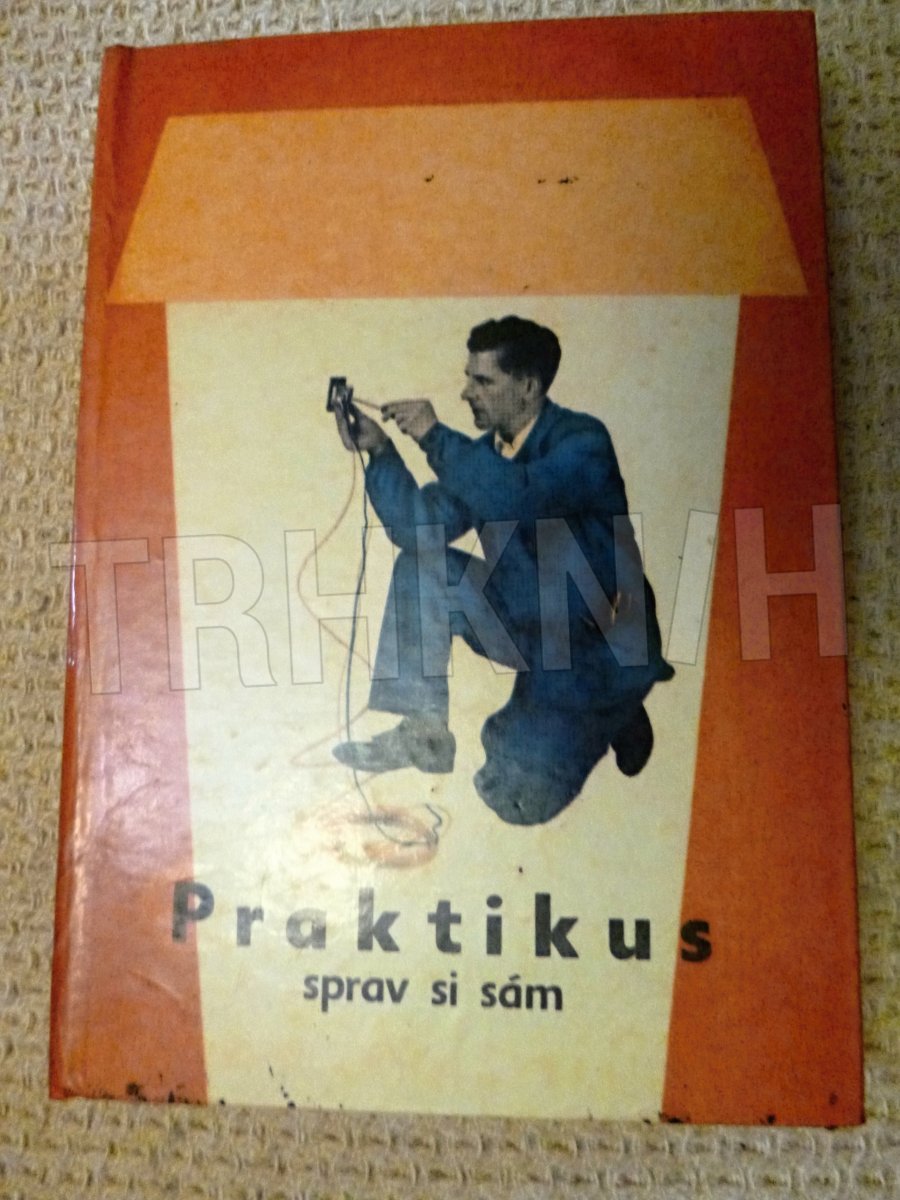 TRHKNIH
Praktikus
sprav si sám